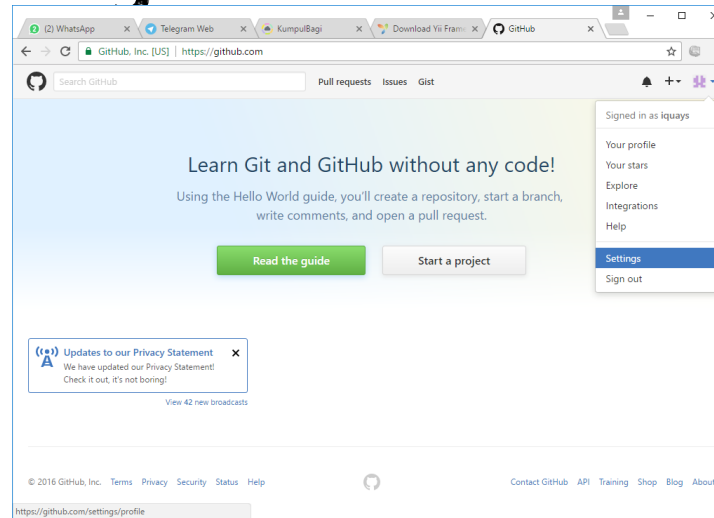 (2) WhatsApp
Telegram Web
KumpulBagi
Download Yii Frame
GitHub
GitHub, Inc. [US] | https://github.com
Search GitHub
Pull requests Issues Gist
Signed in as iquays
Your profile
Your stars
Explore
Integrations
Help
Settings
Sign out
Learn Git and GitHub without any code!
Using the Hello World guide, you'll create a repository, start a branch,
write comments, and open a pull request.
Read the guide
Start a project
Updates to our Privacy Statement
We have updated our Privacy Statement!
Check it out, it's not boring!
View 42 new broadcasts
© 2016 GitHub, Inc. Terms Privacy Security Status Help
Contact GitHub API Training Shop Blog About
https://github.com/settings/profile